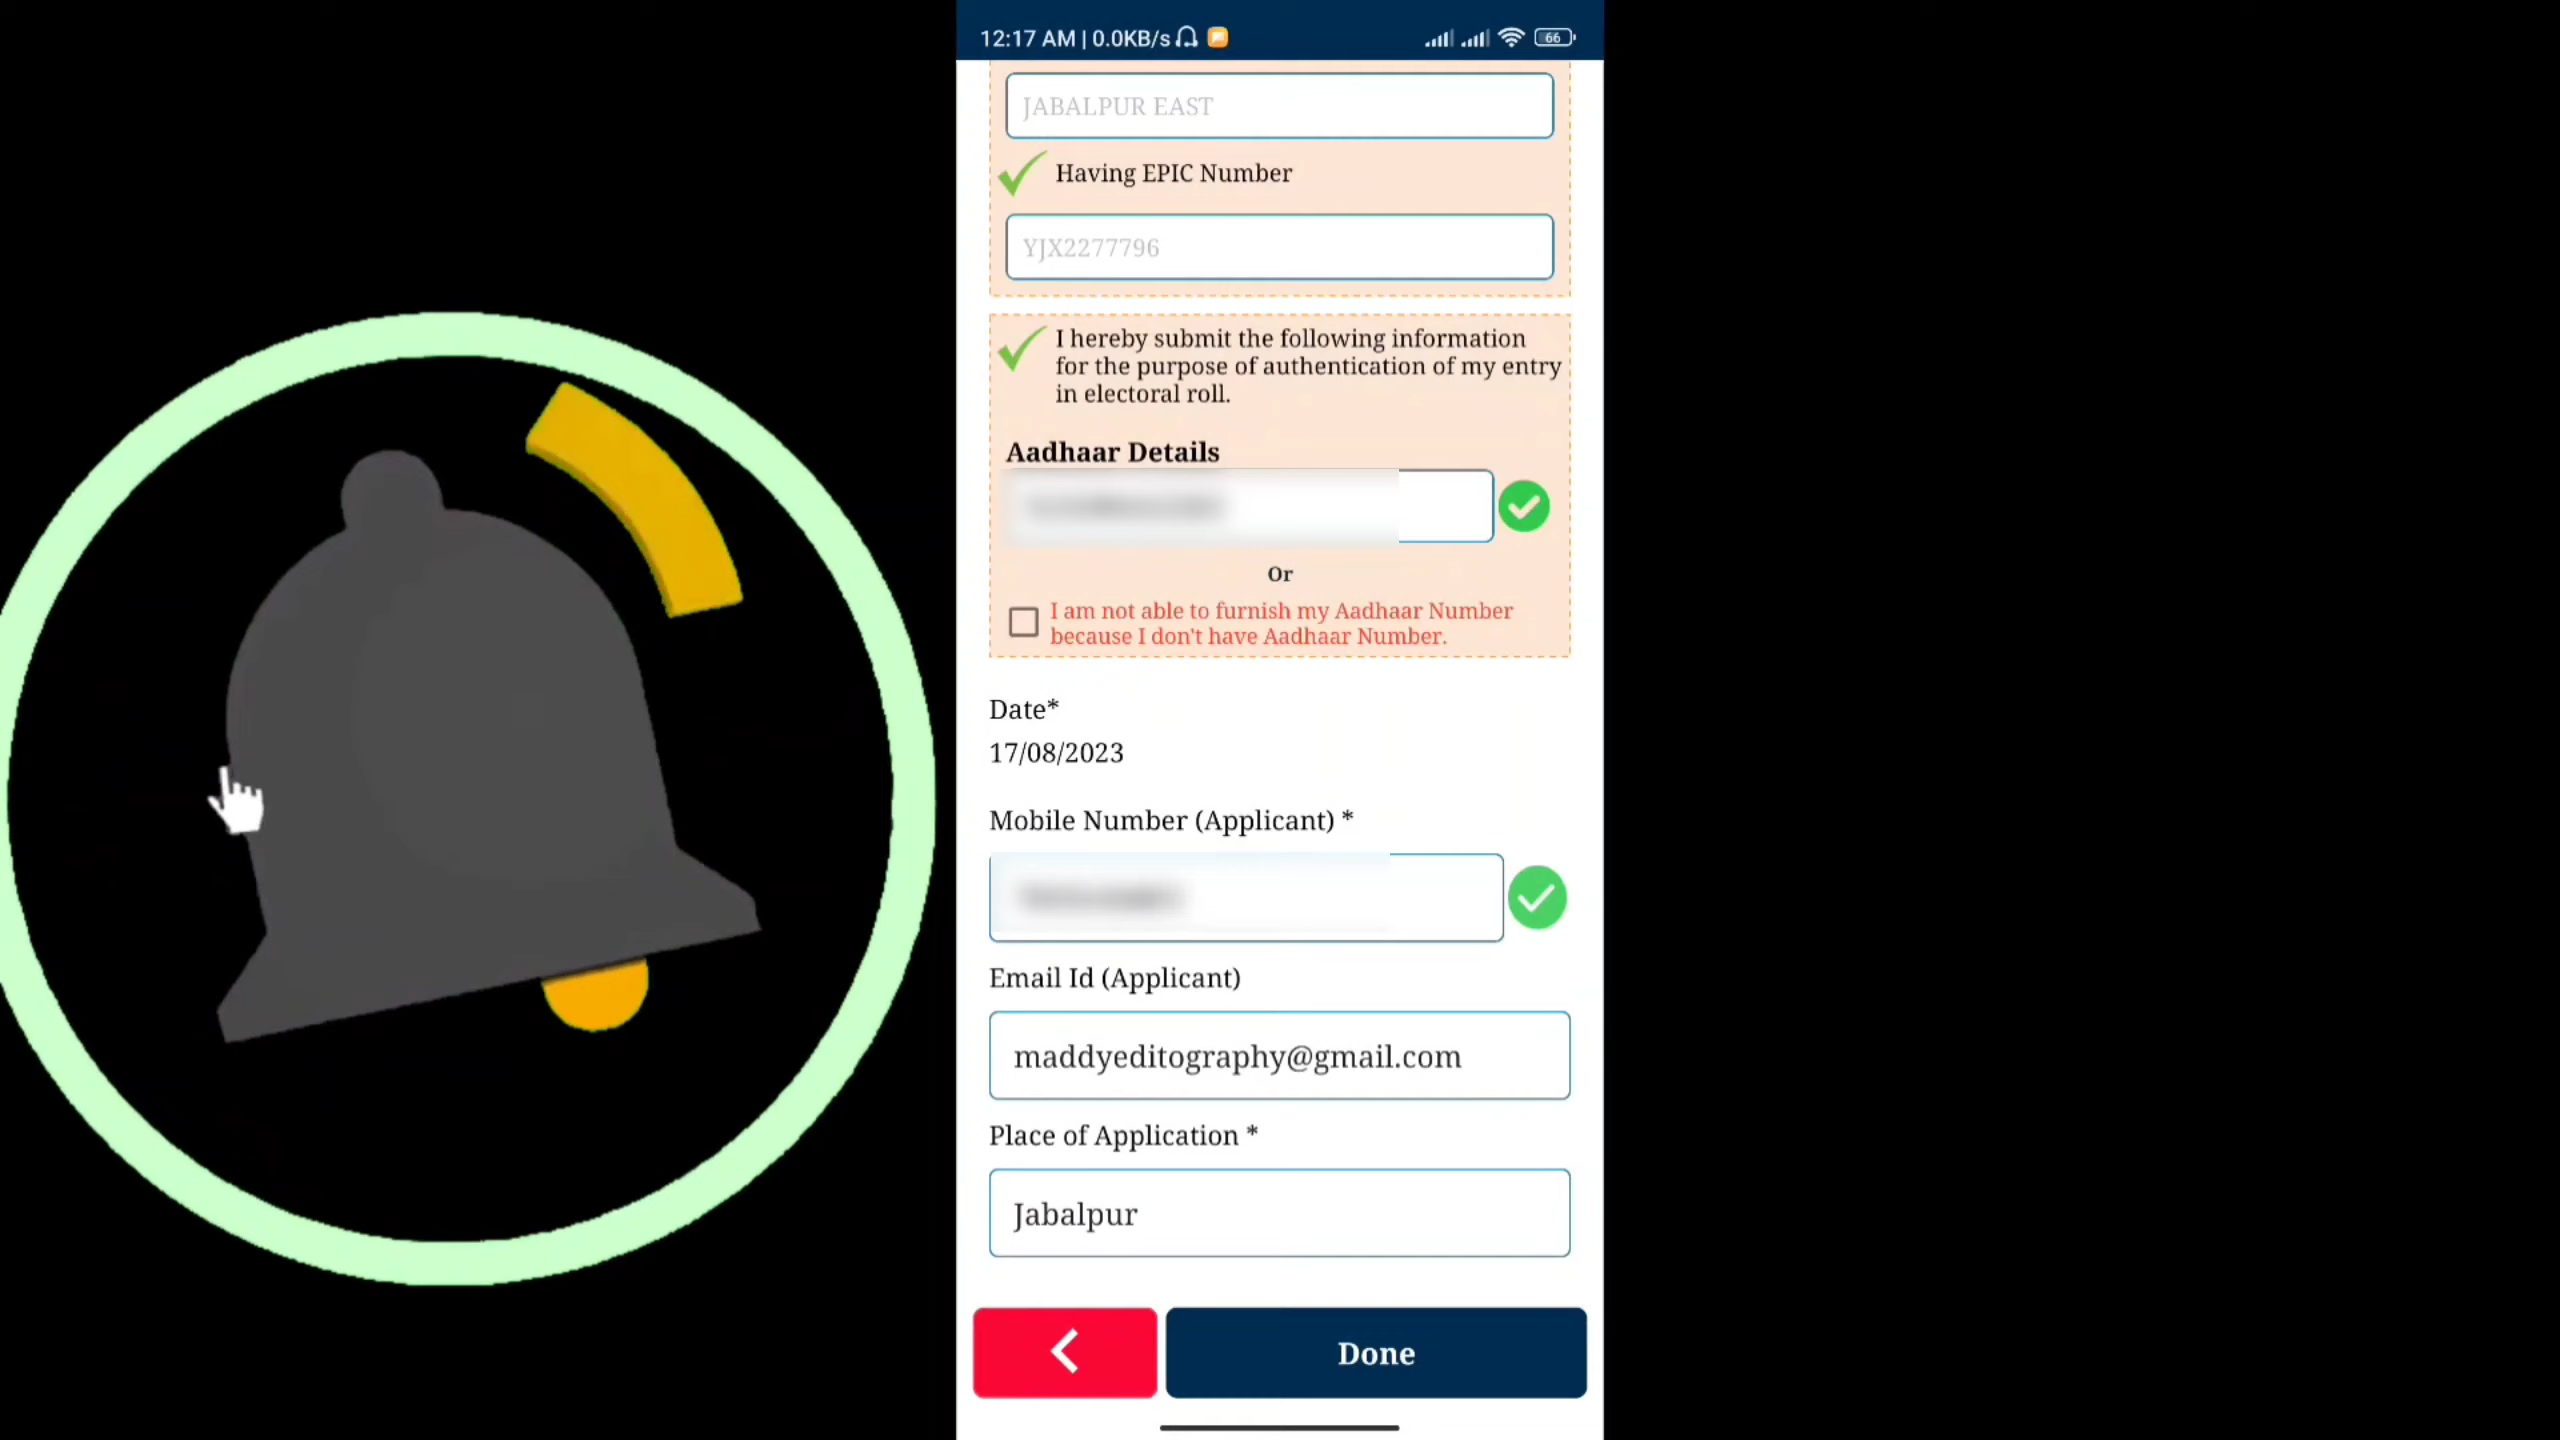 12:17 AM | 0.0KB/s
66
JABALPUR EAST
Having EPIC Number
YJX2277796
I hereby submit the following information
for the purpose of authentication of my entry
in electoral roll.
Aadhaar Details
Or
I am not able to furnish my Aadhaar Number
because I don't have Aadhaar Number.
Date*
17/08/2023
Mobile Number (Applicant) *
Email Id (Applicant)
maddyeditography@gmail.com
Place of Application *
Jabalpur
Done